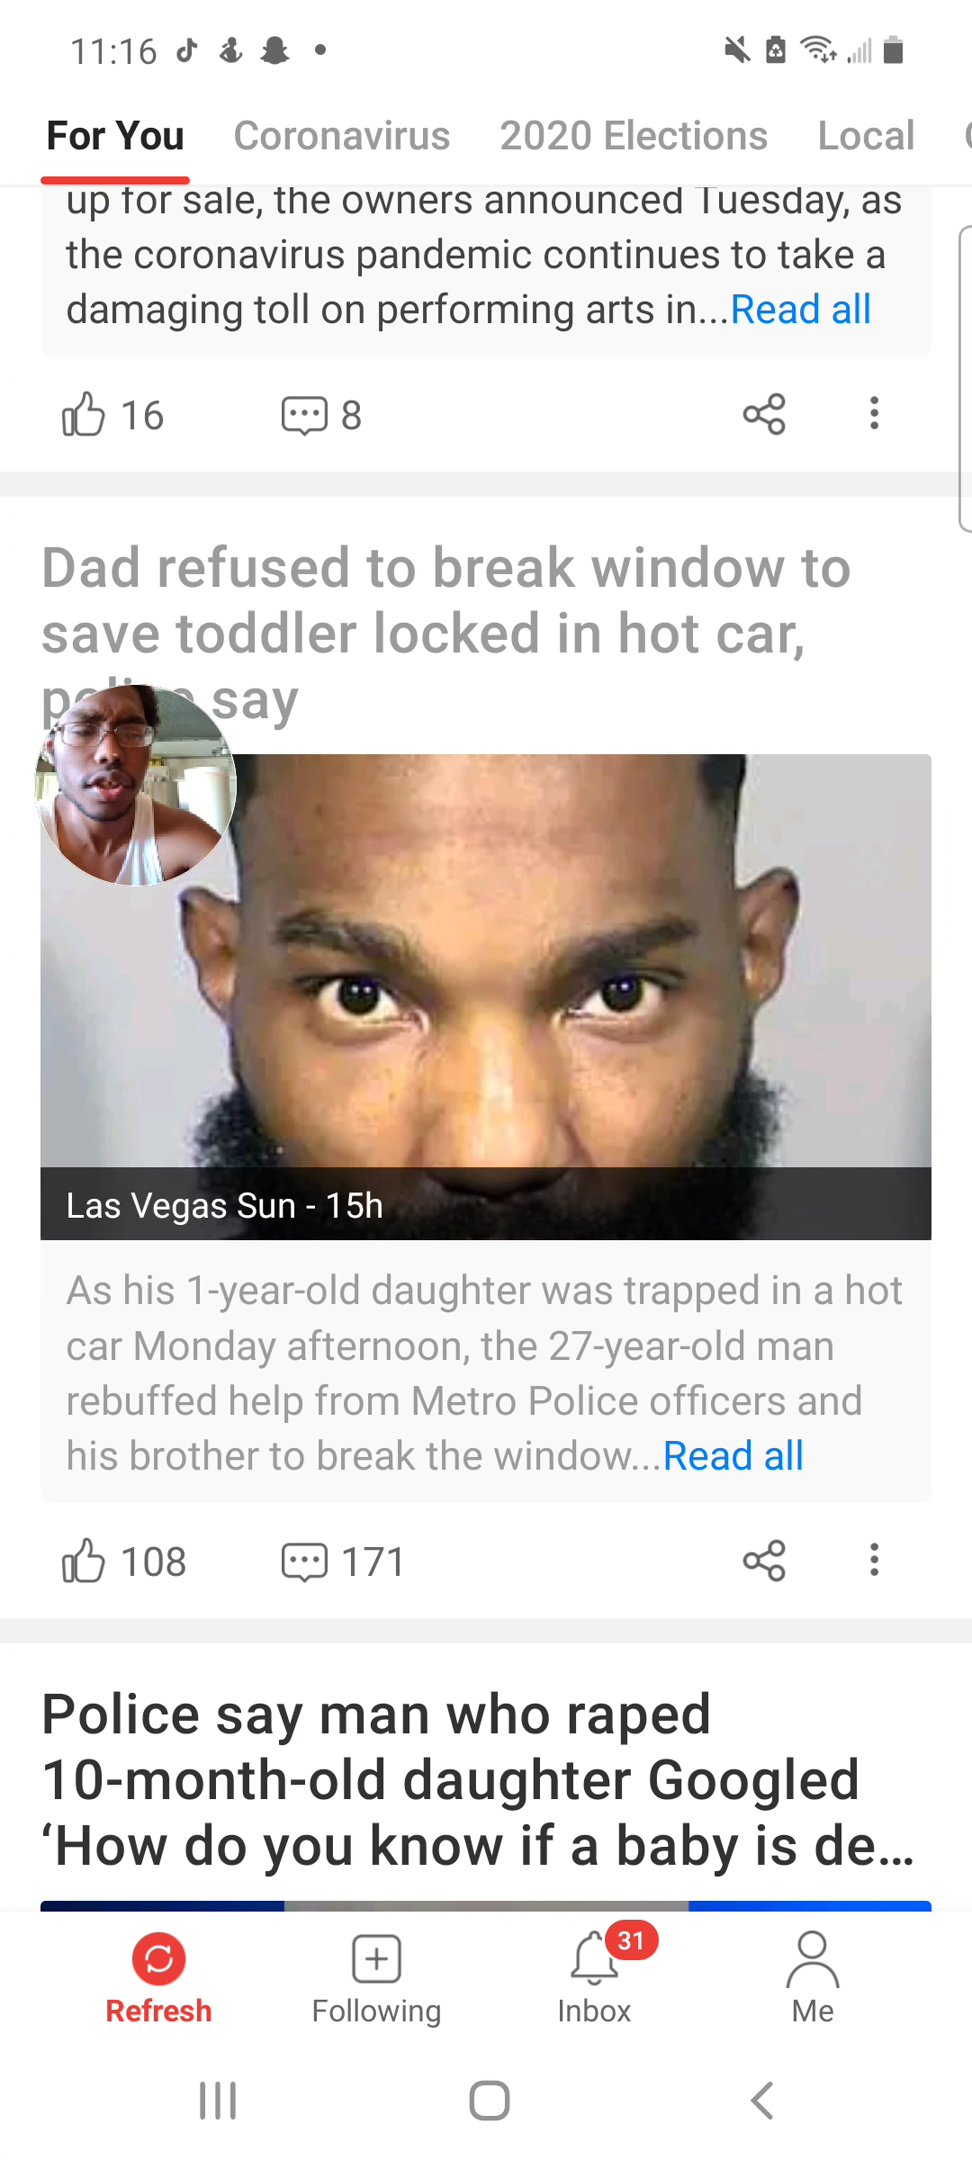 11:16
For You Coronavirus 2020 Elections Local
up for sale, the owners announced Tuesday, as
the coronavirus pandemic continues to take a
damaging toll on performing arts in...Read all
16 8
Dad refused to break window to
save toddler locked in hot car,
say
Las Vegas Sun - 15h
As his 1-year-old daughter was trapped in a hot
car Monday afternoon, the 27-year-old man
rebuffed help from Metro Police officers and
his brother to break the window...Read all
108 171
Police say man who raped
10-month-old daughter Googled
‘How do you know if a baby is de...
31
Refresh Following Inbox Me